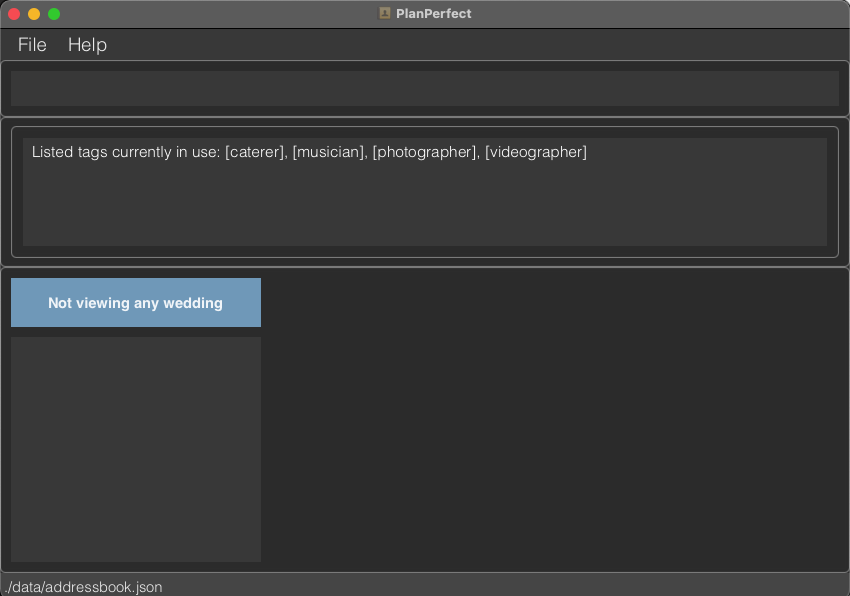 PlanPerfect
File Help
Listed tags currently in use: [caterer], [musician], [photographer], [videographer]
Not viewing any wedding
./data/addressbook.json